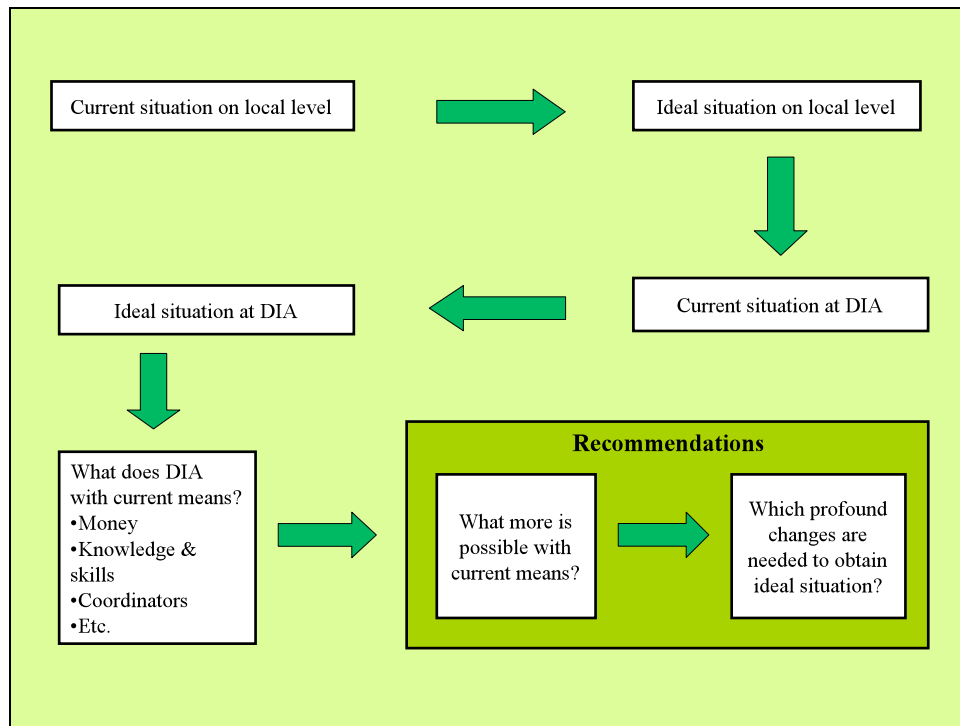 Current situation on local level
Ideal situation on local level
Current situation at DIA
Ideal situation at DIA
What does DIA
with current means?
•Money
•Knowledge &
skills
•Coordinators
•Etc.
Recommendations
What more is
possible with
current means?
Which profound
changes are
needed to obtain
ideal situation?